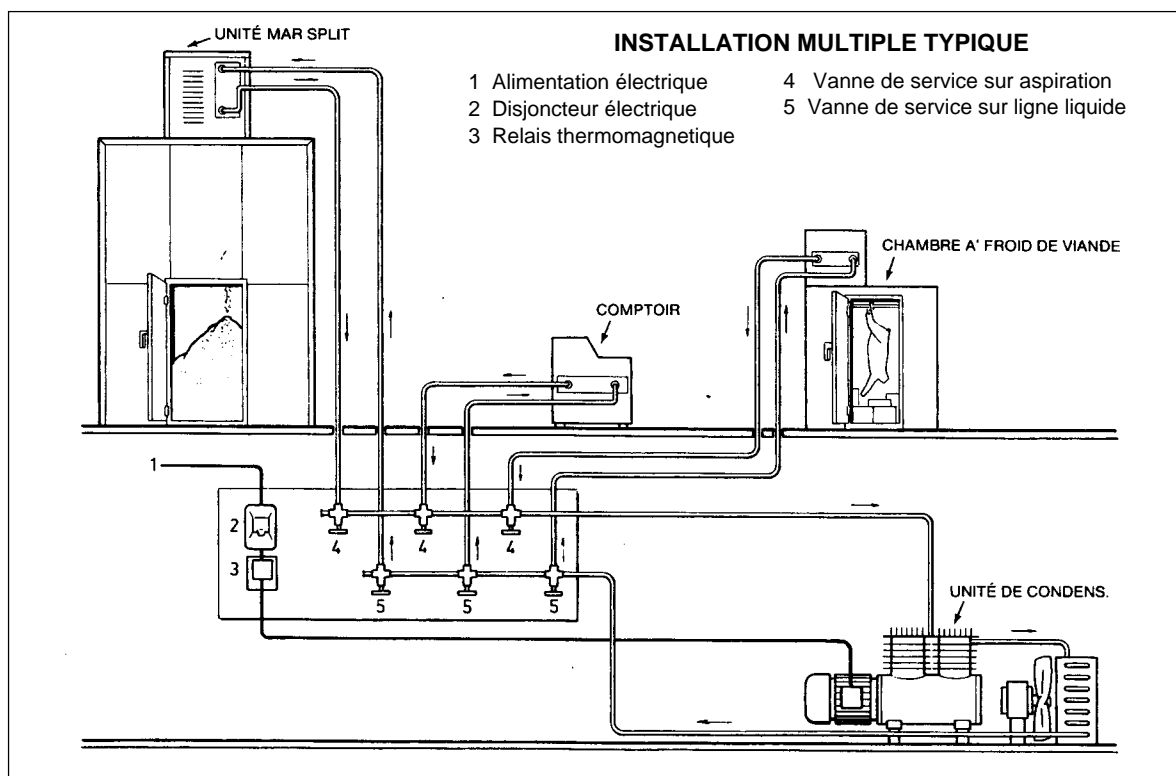 UNITÉ MAR SPLIT
INSTALLATION MULTIPLE TYPIQUE
1 Alimentation électrique
2 Disjoncteur électrique
3 Relais thermomagnetique
4 Vanne de service sur aspiration
5 Vanne de service sur ligne liquide
CHAMBRE A' FROID DE VIANDE
COMPTOIR
1
2
4 4 4
3
5 5 5
UNITÉ DE CONDENS.